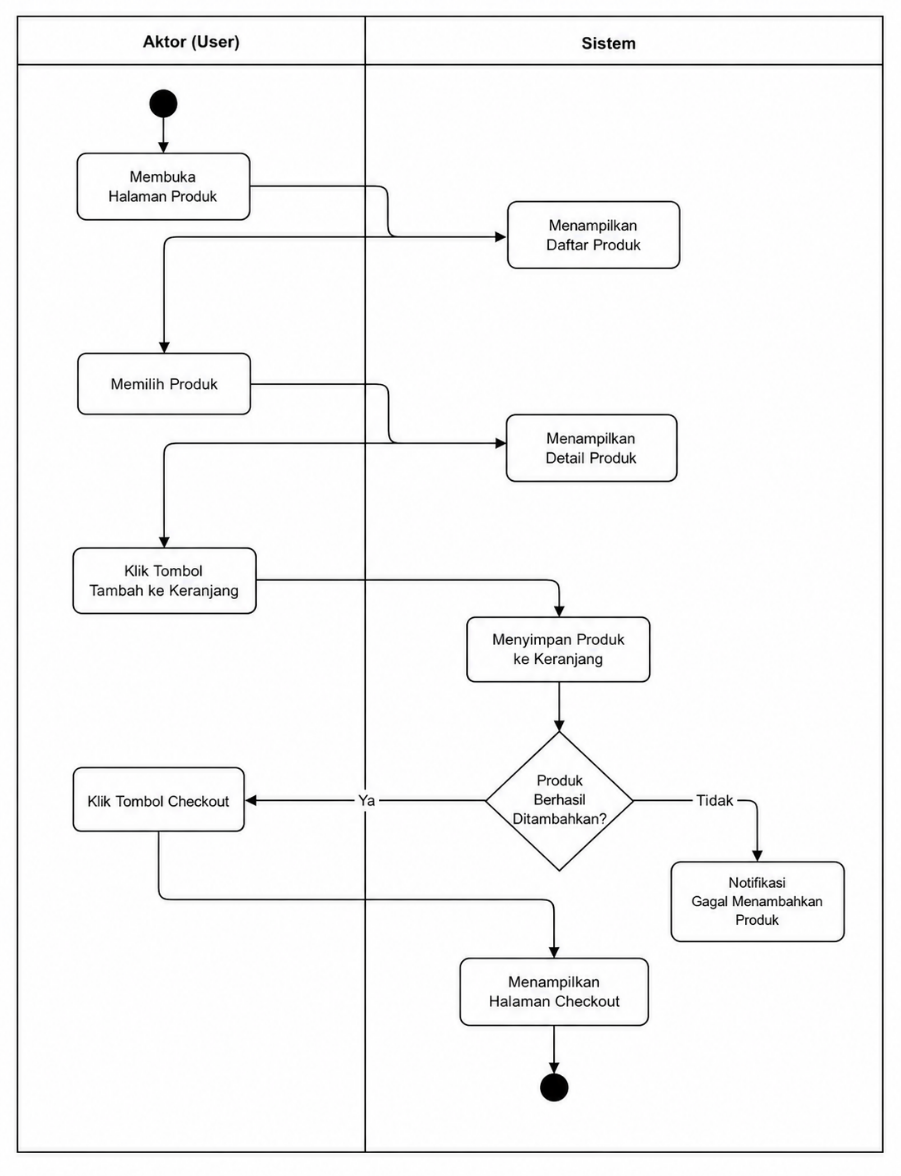 Aktor (User)
Sistem
Membuka
Halaman Produk
Menampilkan
Daftar Produk
Memilih Produk
Menampilkan
Detail Produk
Klik Tombol
Tambah ke Keranjang
Menyimpan Produk
ke Keranjang
Produk
Berhasil
Ditambahkan?
Ya
Tidak
Klik Tombol Checkout
Notifikasi
Gagal Menambahkan
Produk
Menampilkan
Halaman Checkout